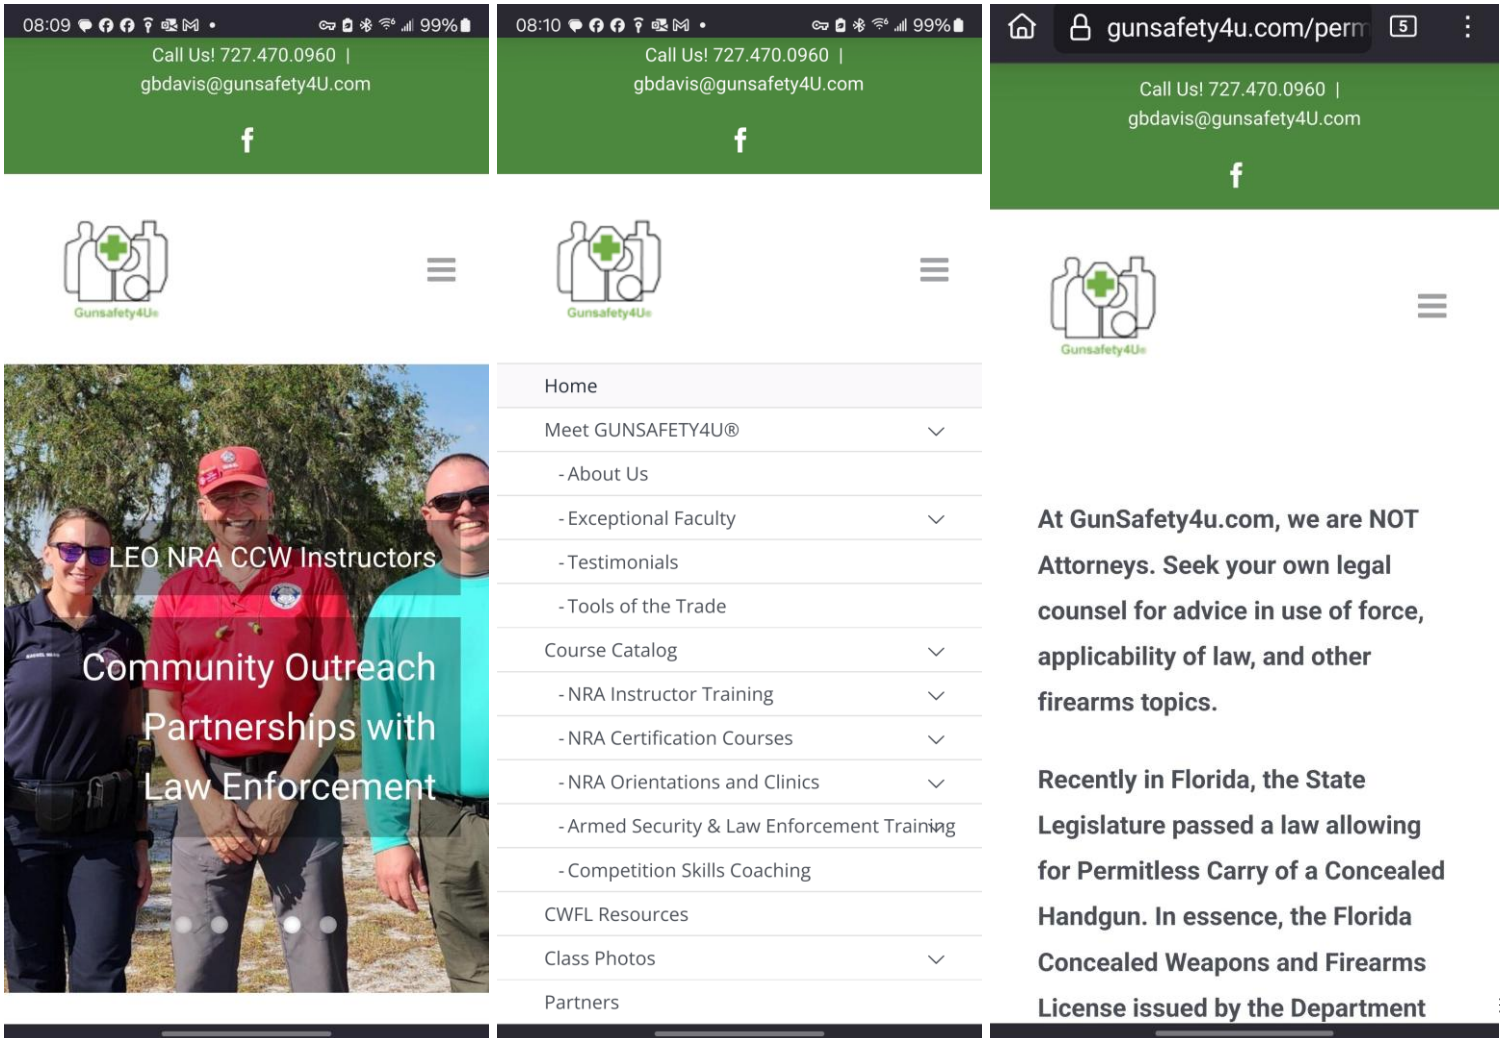 08:09
99%
Call Us! 727.470.0960 |
gbdavis@gunsafety4U.com
f
Gunsafety4U®
LEO NRA CCW Instructors
Community Outreach
Partnerships with
Law Enforcement
08:10
99%
Call Us! 727.470.0960 |
gbdavis@gunsafety4U.com
f
Gunsafety4U®
Home
Meet GUNSAFETY4U®
- About Us
- Exceptional Faculty
- Testimonials
- Tools of the Trade
Course Catalog
- NRA Instructor Training
- NRA Certification Courses
- NRA Orientations and Clinics
- Armed Security & Law Enforcement Training
- Competition Skills Coaching
CWFL Resources
Class Photos
Partners
gunsafety4u.com/perm
5
Call Us! 727.470.0960 |
gbdavis@gunsafety4U.com
f
Gunsafety4U®
At GunSafety4u.com, we are NOT
Attorneys. Seek your own legal
counsel for advice in use of force,
applicability of law, and other
firearms topics.
Recently in Florida, the State
Legislature passed a law allowing
for Permitless Carry of a Concealed
Handgun. In essence, the Florida
Concealed Weapons and Firearms
License issued by the Department